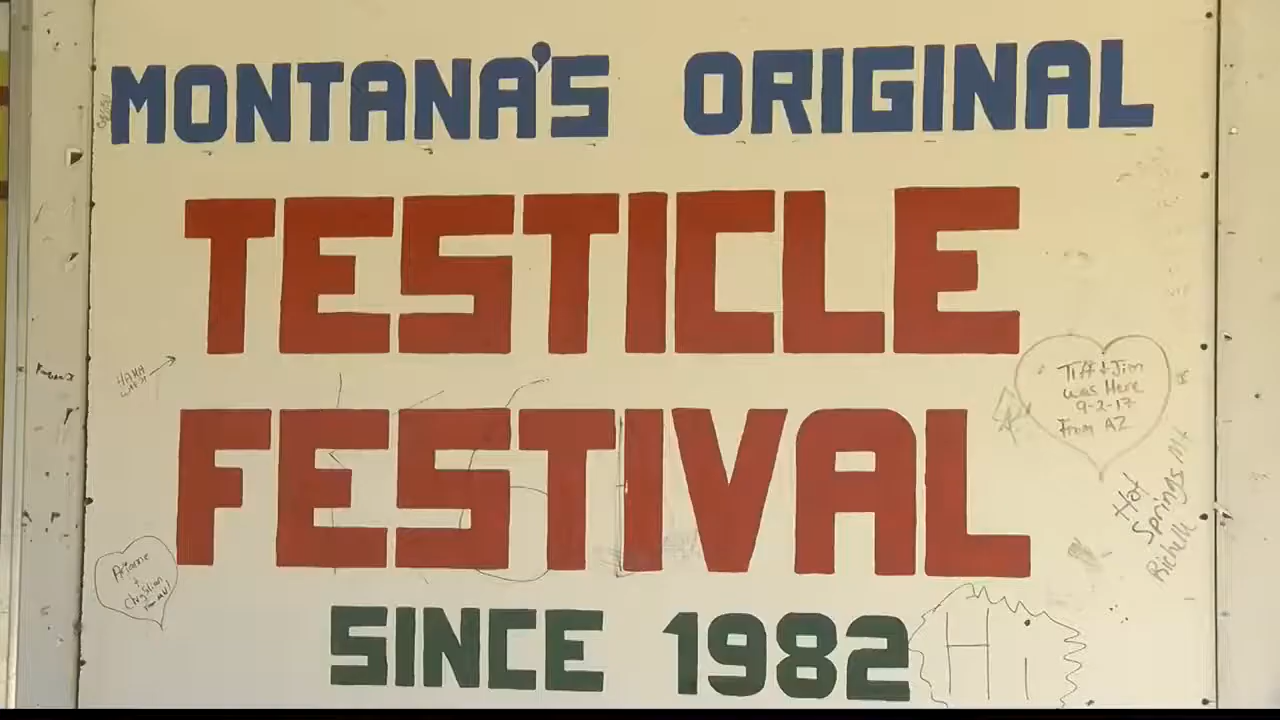 MONTANA'S ORIGINAL
TESTICLE
FESTIVAL
SINCE 1982
Tiff & Jim
was Here
9-2-17
From AZ
Hot
Springs Mt
Richelle
Hi